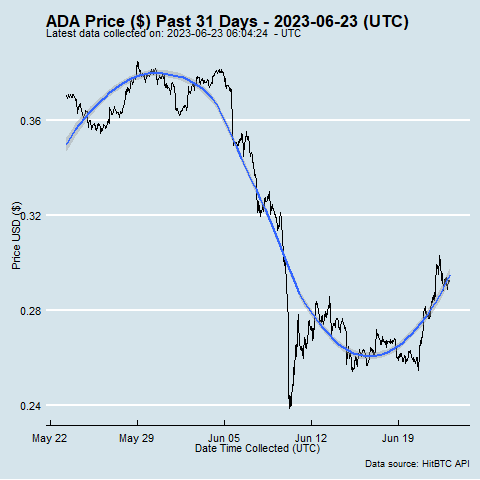 ADA Price ($) Past 31 Days - 2023-06-23 (UTC)
Latest data collected on: 2023-06-23 06:04:24 - UTC
0.36
0.32
0.28
0.24
Price USD ($)
May 22
May 29
Jun 05
Jun 12
Jun 19
Date Time Collected (UTC)
Data source: HitBTC API